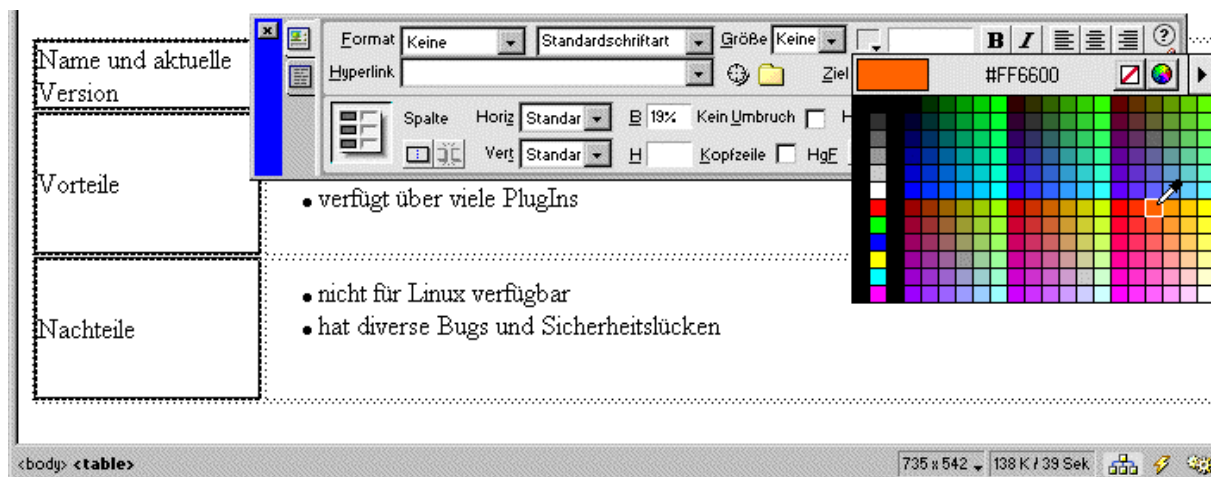 Format Keine Standardschriftart Größe Keine B I ?
#FF6600
Hyperlink Ziel
Spalte Horiz Standar B 19% Kein Umbruch H
Vert Standar H Kopfzeile HgF
Name und aktuelle
Version
Vorteile
verfügt über viele PlugIns
Nachteile
nicht für Linux verfügbar
hat diverse Bugs und Sicherheitslücken
<body> <table>
735 x 542 138 K / 39 Sek